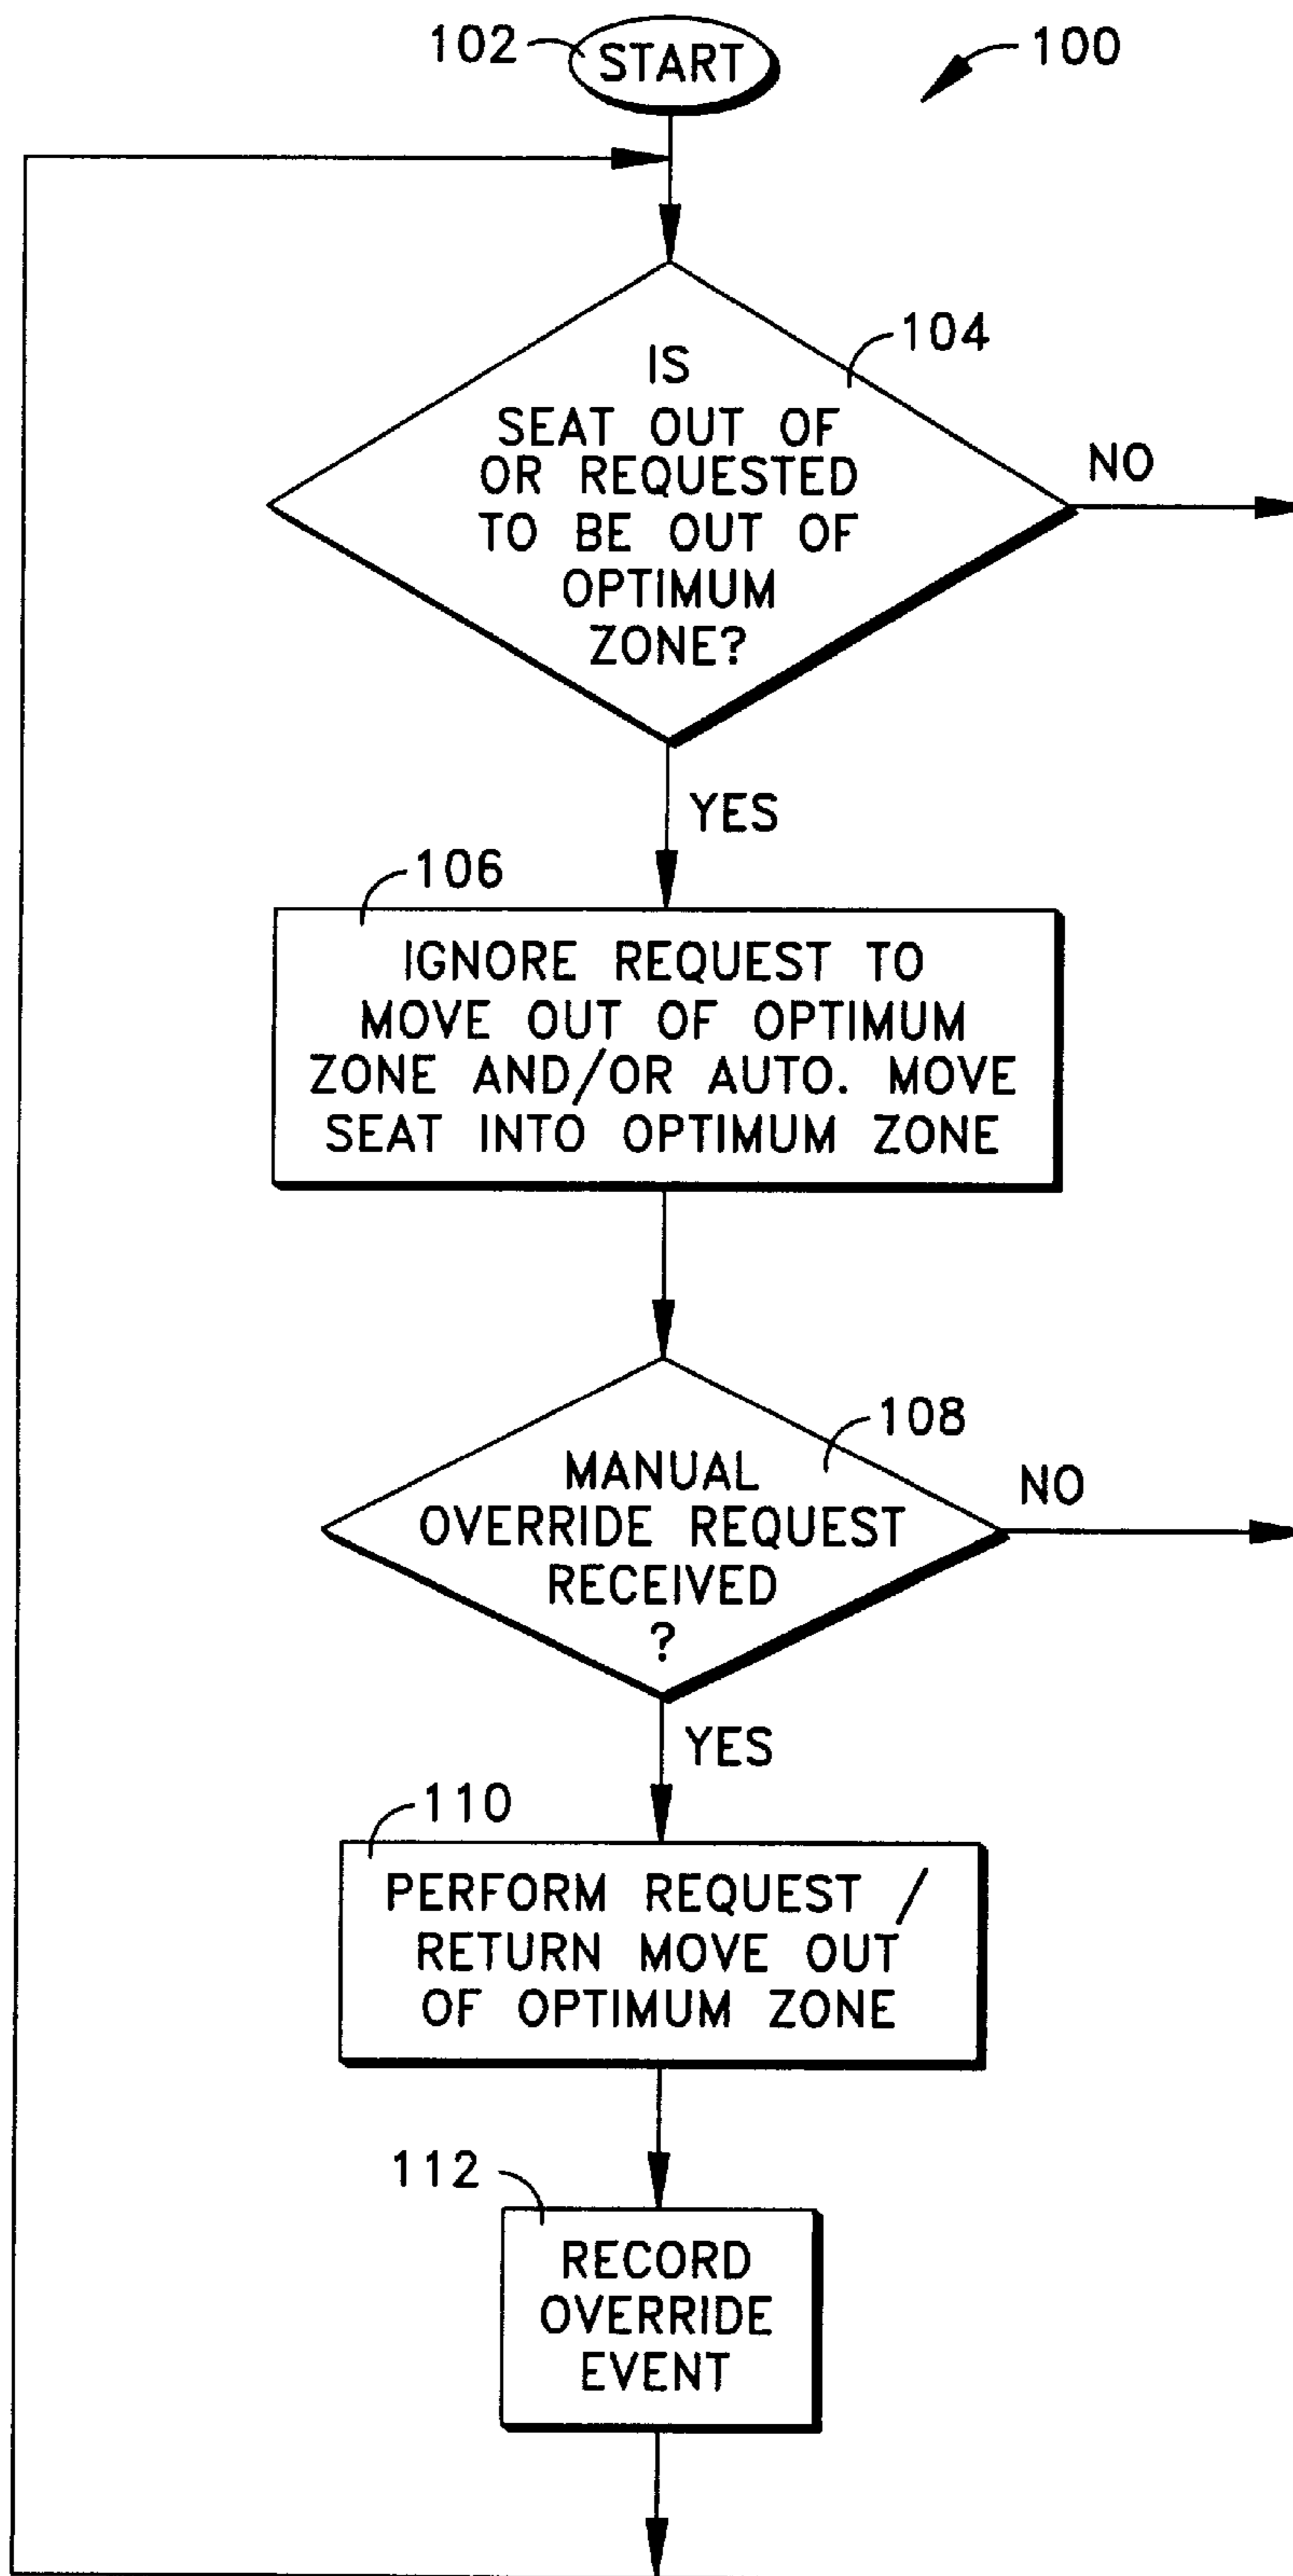 102
START
100
104
IS
SEAT OUT OF
OR REQUESTED
TO BE OUT OF
OPTIMUM
ZONE?
NO
YES
106
IGNORE REQUEST TO
MOVE OUT OF OPTIMUM
ZONE AND/OR AUTO. MOVE
SEAT INTO OPTIMUM ZONE
108
MANUAL
OVERRIDE REQUEST
RECEIVED
?
NO
YES
110
PERFORM REQUEST /
RETURN MOVE OUT
OF OPTIMUM ZONE
112
RECORD
OVERRIDE
EVENT